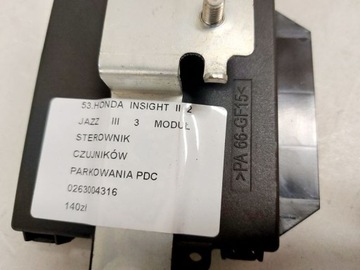 53.HONDA INSIGHT II 2
JAZZ III 3 MODUL
STEROWNIK
CZUJNIKÓW
PARKOWANIA PDC
0263004316
140zł
>PA 66-GF15<